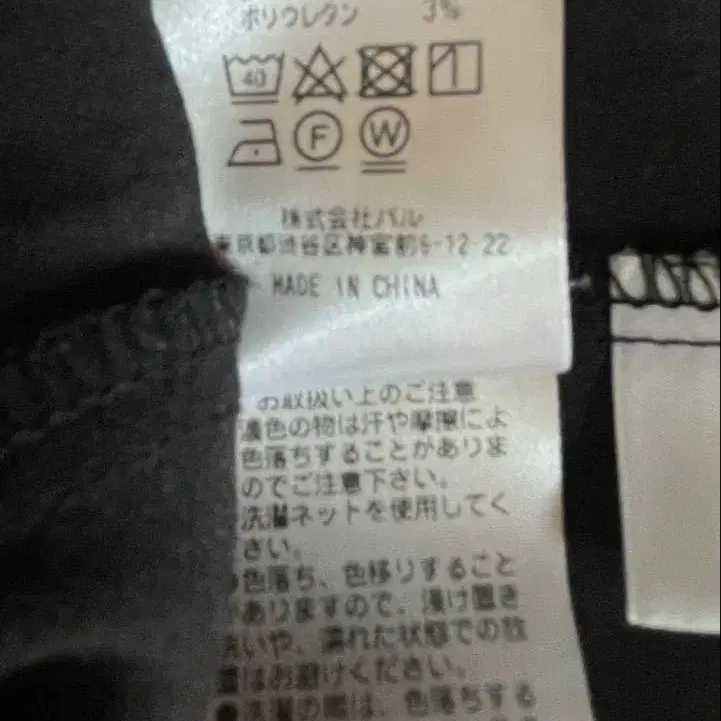 ポリウレタン 3%
40
F W
株式会社パル
東京都渋谷区神宮前6-12-22
MADE IN CHINA
の取扱い上のご注意
濃色の物は汗や摩擦によ
色落ちすることがありま
のでご注意下さい。
洗濯ネットを使用してく
さい。
色落ち、色移りすること
ありますので、浸け置き
洗いや、濡れた状態での放
置はお避けください。
●洗濯の際は、色落ちする